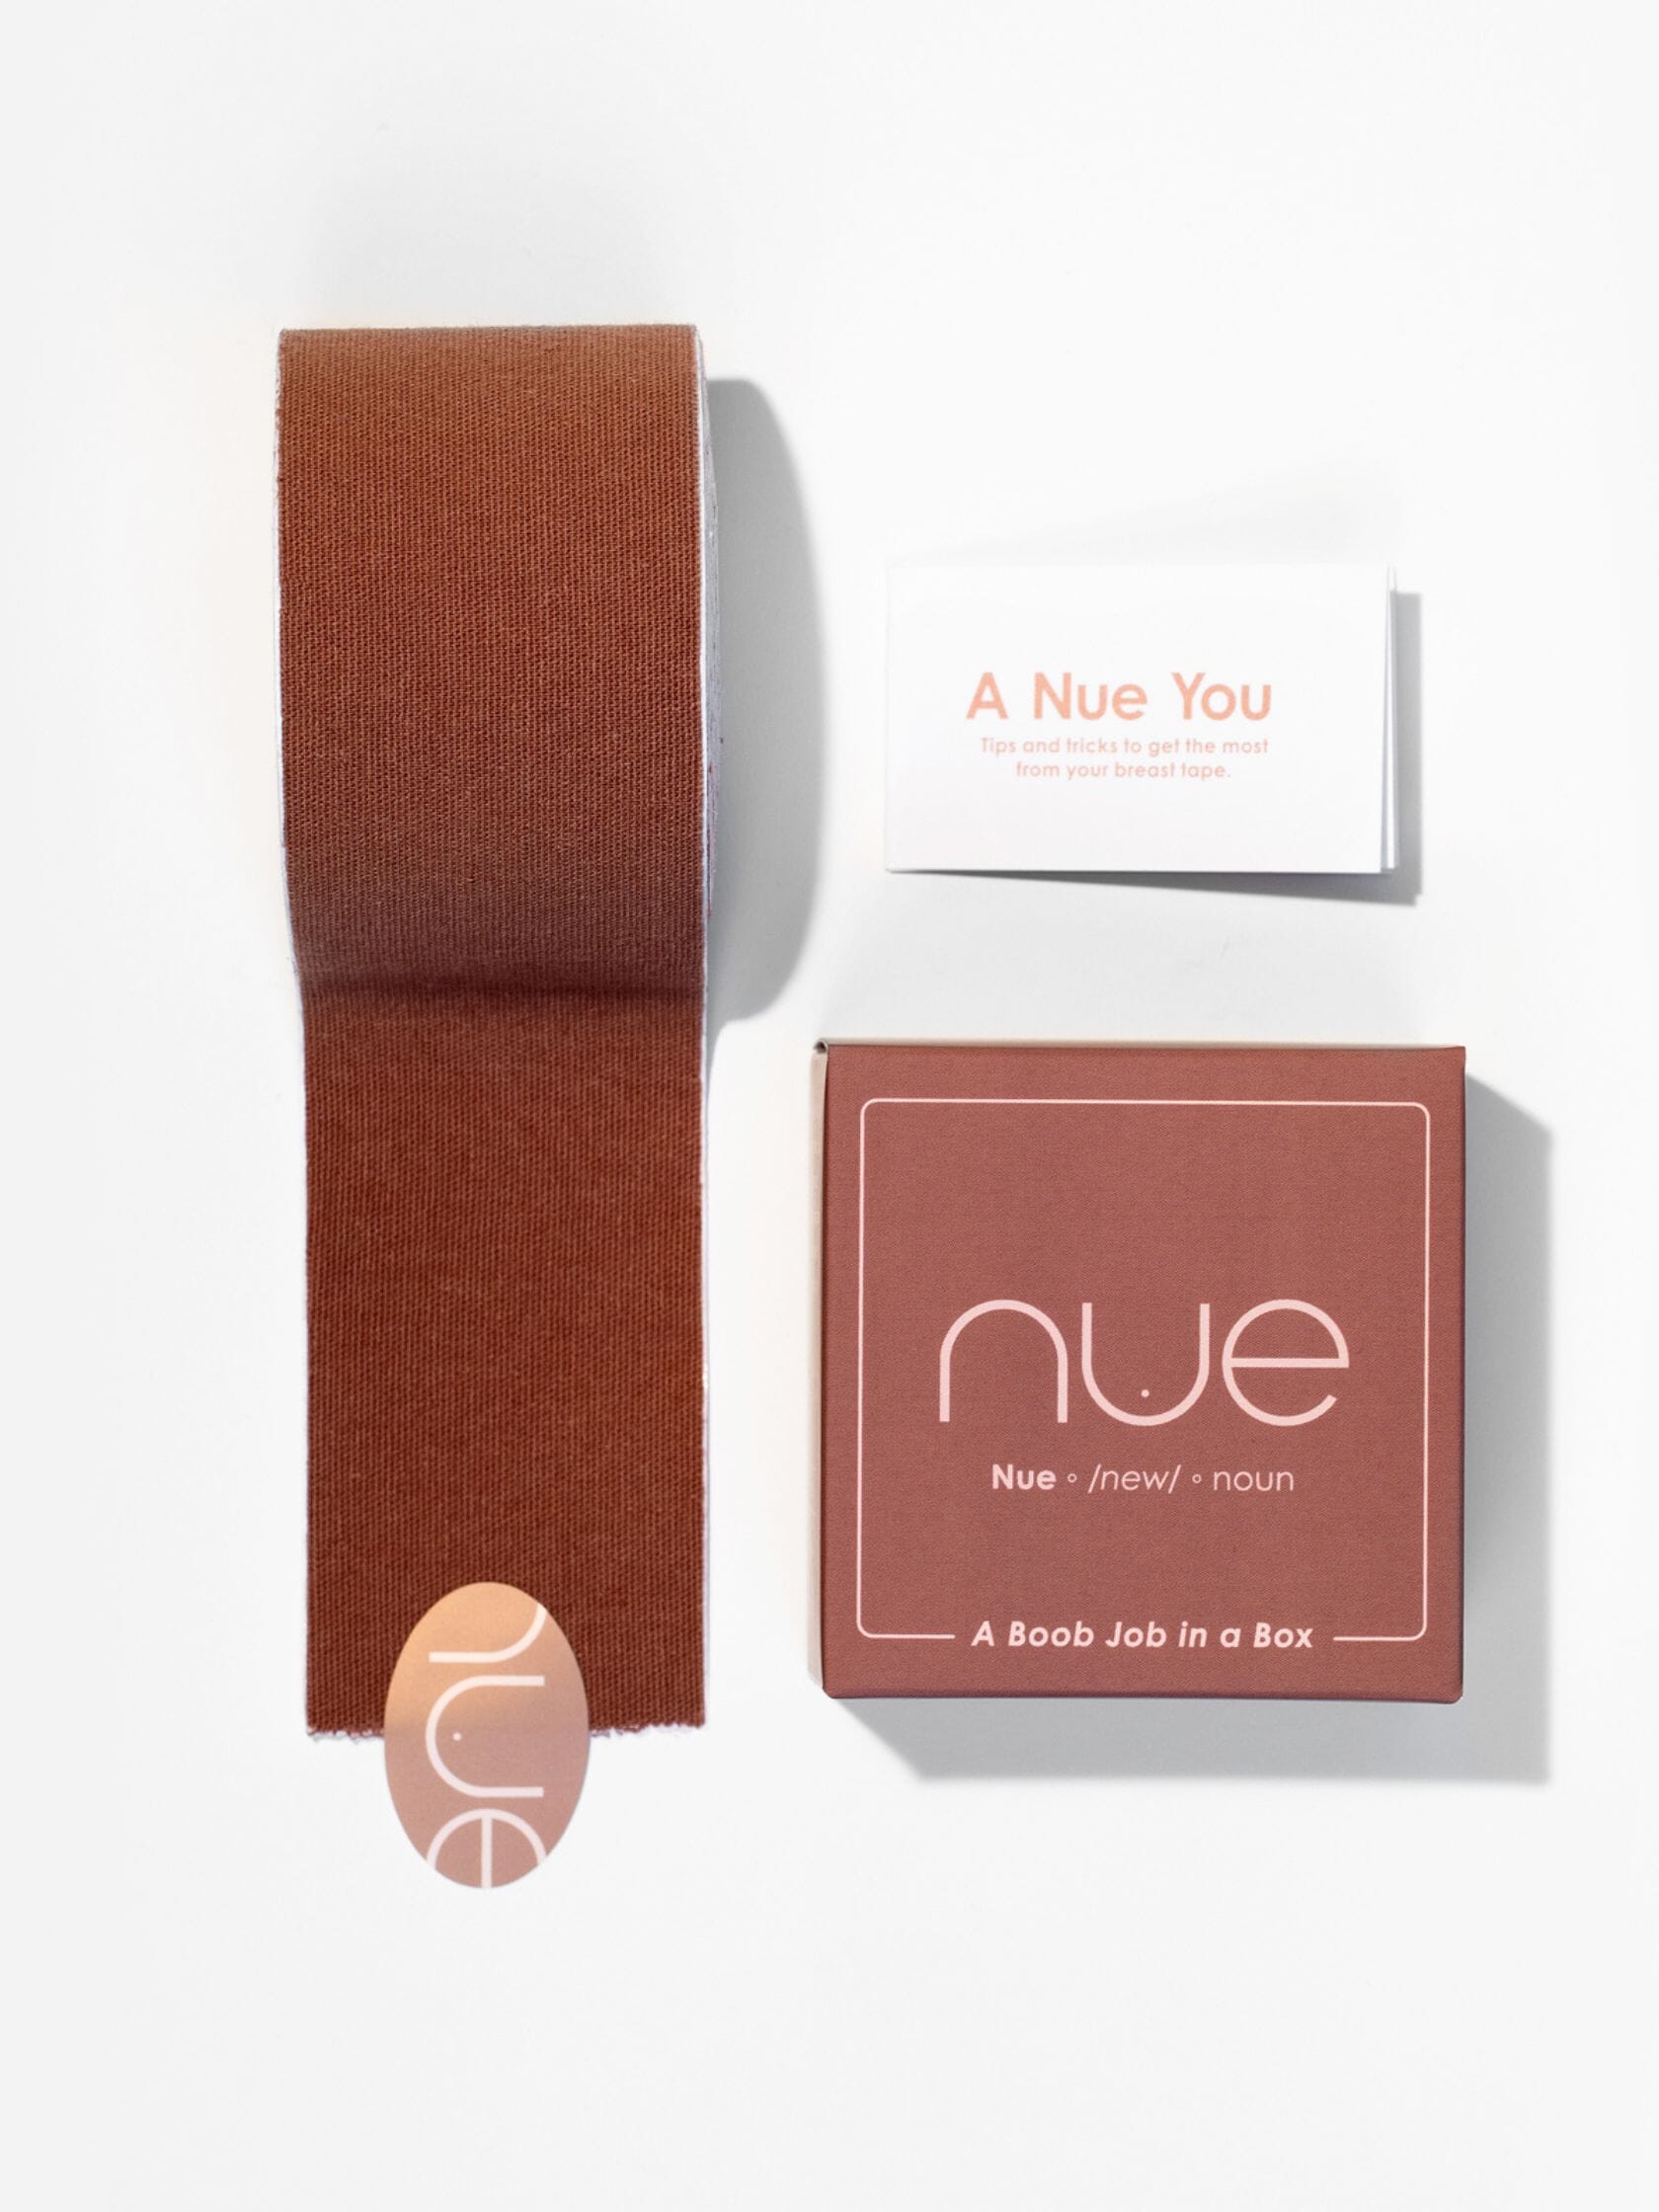 A Nue You
Tips and tricks to get the most
from your breast tape.
nue
Nue ◦ /new/ ◦ noun
A Boob Job in a Box
nue